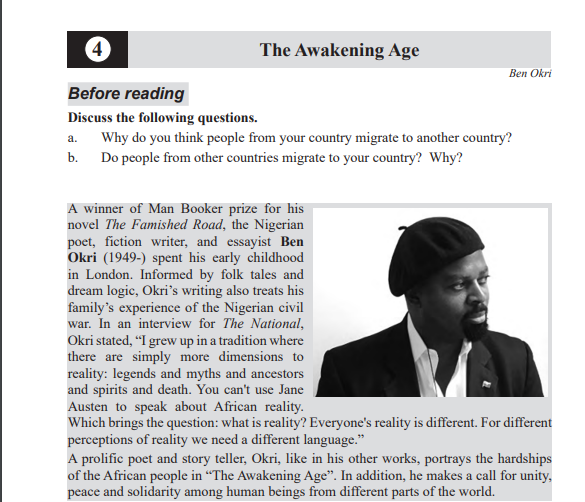 4
The Awakening Age
Ben Okri
Before reading
Discuss the following questions.
a. Why do you think people from your country migrate to another country?
b. Do people from other countries migrate to your country? Why?
A winner of Man Booker prize for his
novel The Famished Road, the Nigerian
poet, fiction writer, and essayist Ben
Okri (1949-) spent his early childhood
in London. Informed by folk tales and
dream logic, Okri's writing also treats his
family's experience of the Nigerian civil
war. In an interview for The National,
Okri stated, “I grew up in a tradition where
there are simply more dimensions to
reality: legends and myths and ancestors
and spirits and death. You can't use Jane
Austen to speak about African reality.
Which brings the question: what is reality? Everyone's reality is different. For different
perceptions of reality we need a different language.”
A prolific poet and story teller, Okri, like in his other works, portrays the hardships
of the African people in “The Awakening Age”. In addition, he makes a call for unity,
peace and solidarity among human beings from different parts of the world.